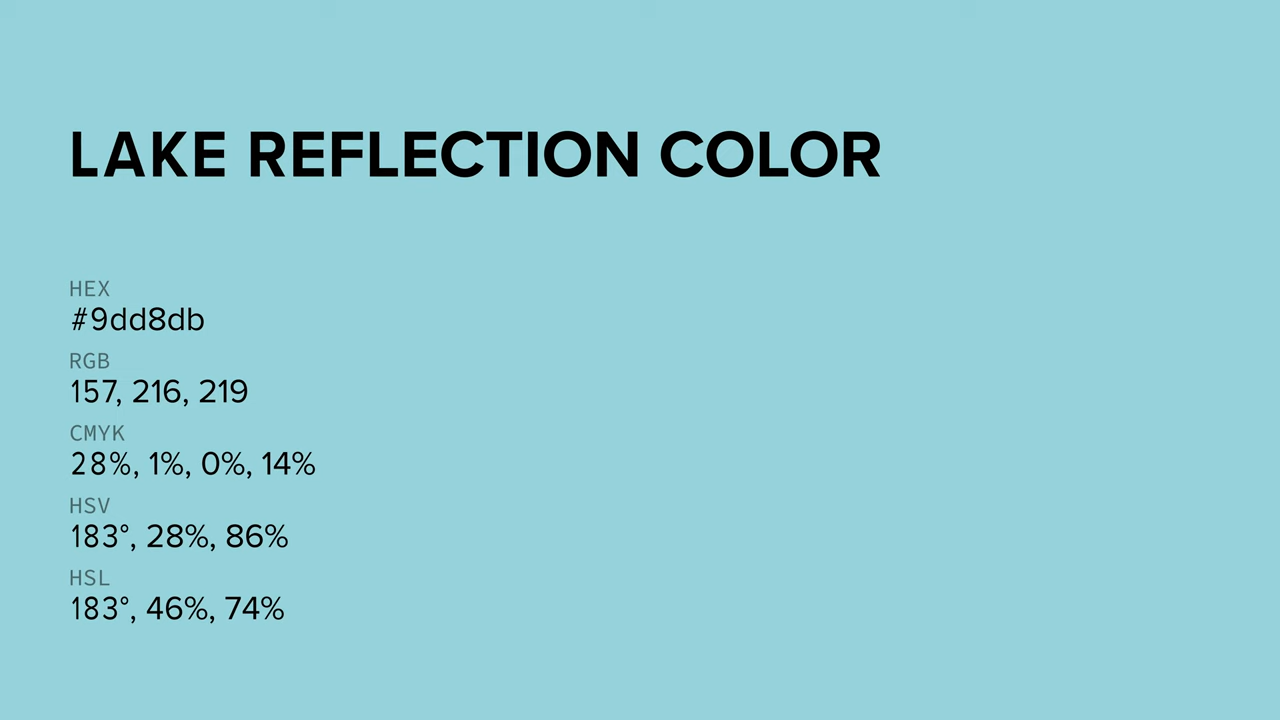 LAKE REFLECTION COLOR
HEX
#9dd8db
RGB
157, 216, 219
CMYK
28%, 1%, 0%, 14%
HSV
183°, 28%, 86%
HSL
183°, 46%, 74%